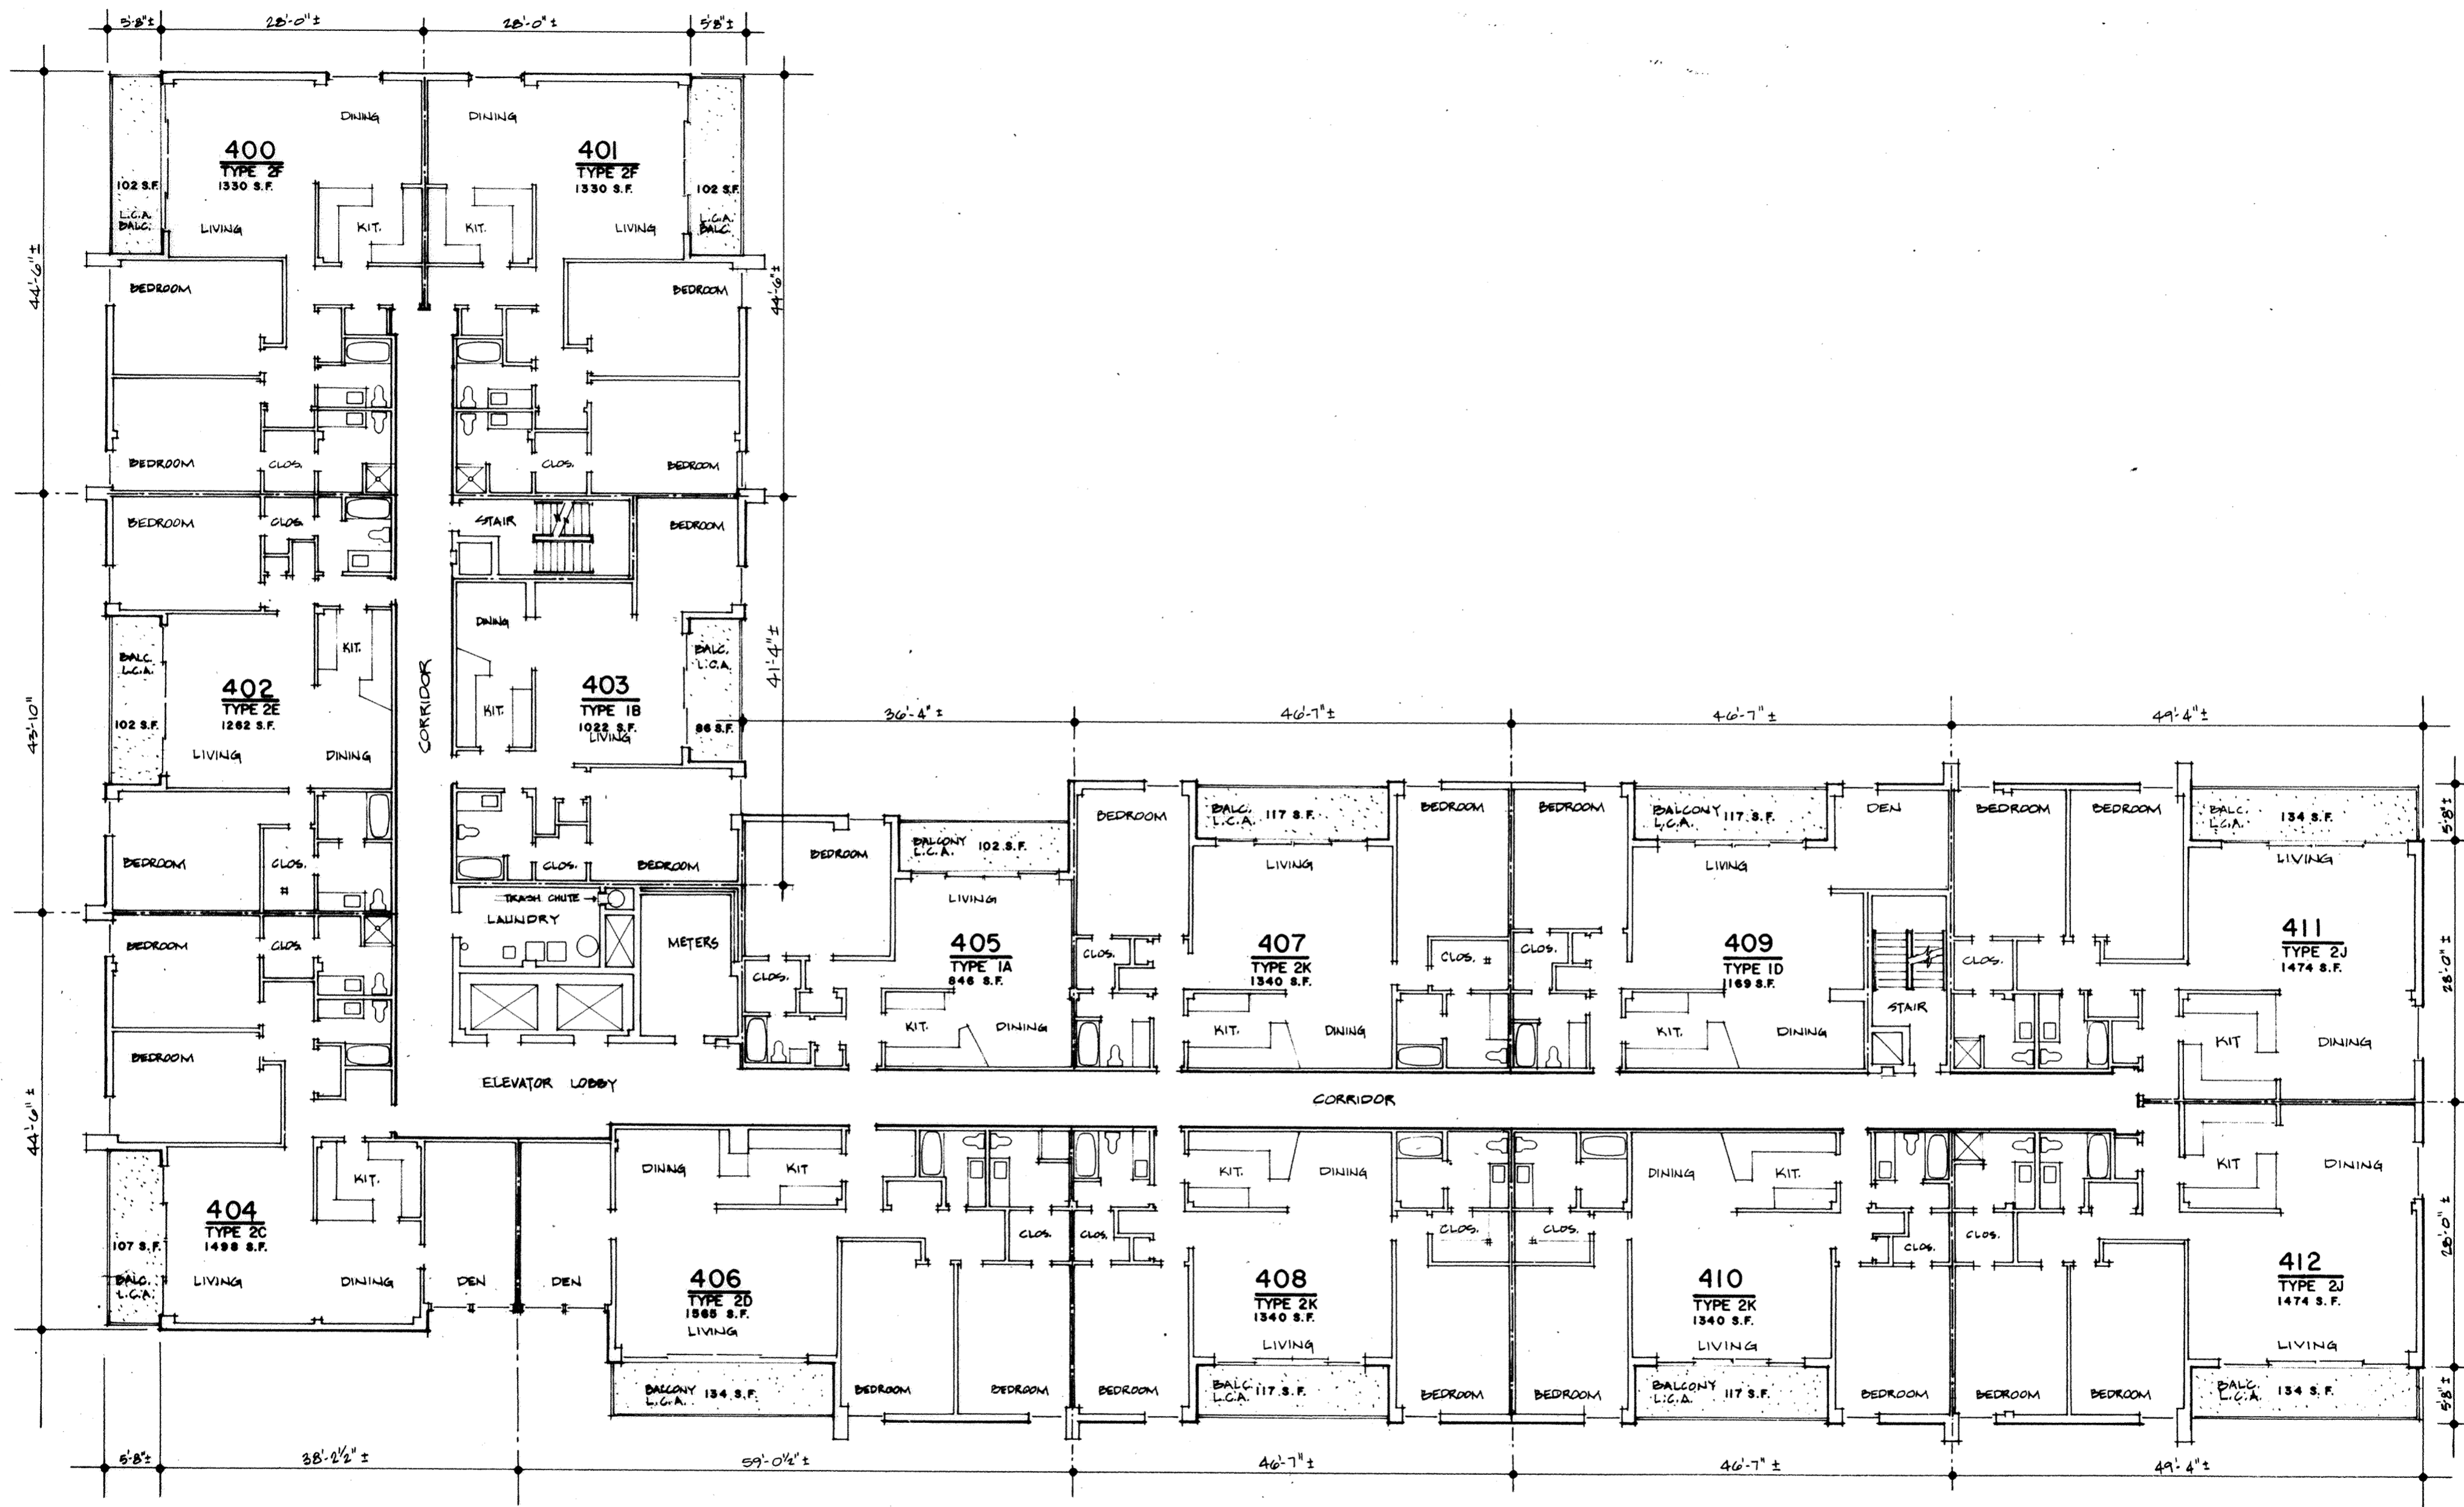 5'-8"±
28'-0"±
28'-0"±
5'-8"±
DINING
DINING
400
TYPE 2F
1330 S.F.
401
TYPE 2F
1330 S.F.
102 S.F.
L.C.A.
BALC.
LIVING
KIT.
KIT.
LIVING
102 S.F.
L.C.A.
BALC.
44'-6"±
44'-6"±
BEDROOM
BEDROOM
BEDROOM
CLOS.
CLOS.
BEDROOM
BEDROOM
CLOS.
STAIR
BEDROOM
BALC.
L.C.A.
KIT.
DINING
BALC.
L.C.A.
402
TYPE 2E
1262 S.F.
102 S.F.
LIVING
DINING
CORRIDOR
KIT.
403
TYPE 1B
1022 S.F.
LIVING
86 S.F.
41'-4"±
43'-10"
36'-4"±
46'-7"±
46'-7"±
49'-4"±
BEDROOM
CLOS.
#
CLOS.
BEDROOM
BEDROOM
BALCONY
L.C.A.
102 S.F.
BEDROOM
BALC.
L.C.A.
117 S.F.
BEDROOM
BEDROOM
BALCONY
L.C.A.
117 S.F.
DEN
BEDROOM
BEDROOM
BALC.
L.C.A.
134 S.F.
5'-8"±
LIVING
LIVING
LIVING
LIVING
TRASH CHUTE
LAUNDRY
METERS
BEDROOM
CLOS.
405
TYPE 1A
846 S.F.
CLOS.
CLOS.
407
TYPE 2K
1340 S.F.
CLOS. #
CLOS.
409
TYPE 1D
1169 S.F.
CLOS.
411
TYPE 2J
1474 S.F.
28'-0"±
STAIR
KIT.
DINING
KIT.
DINING
KIT.
DINING
KIT
DINING
BEDROOM
ELEVATOR LOBBY
CORRIDOR
44'-6"±
DINING
KIT
KIT.
DINING
DINING
KIT.
KIT
DINING
KIT.
404
TYPE 2C
1498 S.F.
107 S.F.
BALC.
L.C.A.
LIVING
DINING
DEN
DEN
406
TYPE 2D
1565 S.F.
LIVING
CLOS.
CLOS.
CLOS.
#
CLOS.
#
CLOS.
CLOS.
408
TYPE 2K
1340 S.F.
LIVING
410
TYPE 2K
1340 S.F.
LIVING
412
TYPE 2J
1474 S.F.
LIVING
28'-0"±
BALCONY
L.C.A.
134 S.F.
BEDROOM
BEDROOM
BEDROOM
BALC.
L.C.A.
117 S.F.
BEDROOM
BEDROOM
BALCONY
L.C.A.
117 S.F.
BEDROOM
BEDROOM
BEDROOM
BALC.
L.C.A.
134 S.F.
5'-8"±
5'-8"±
38'-2½"±
59'-0½"±
46'-7"±
46'-7"±
49'-4"±